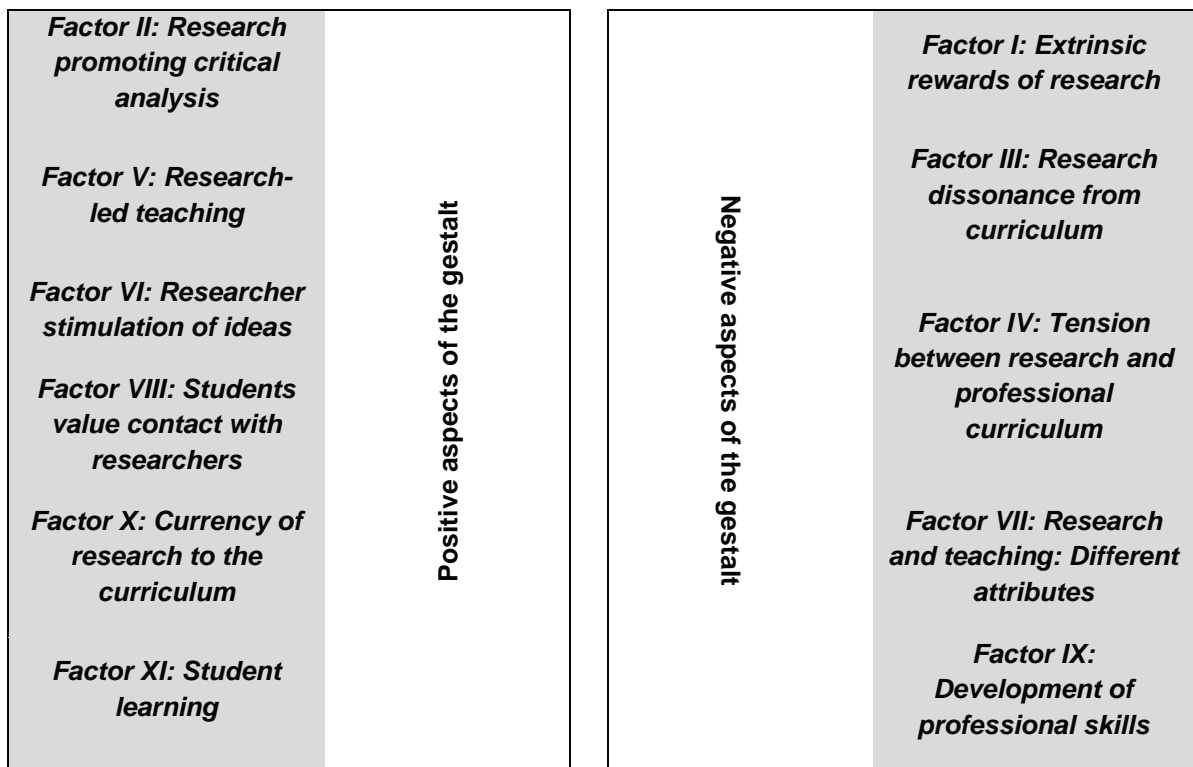 Factor II: Research
promoting critical
analysis
Factor V: Research-
led teaching
Factor VI: Researcher
stimulation of ideas
Factor VIII: Students
value contact with
researchers
Factor X: Currency of
research to the
curriculum
Factor XI: Student
learning
Positive aspects of the gestalt
Negative aspects of the gestalt
Factor I: Extrinsic
rewards of research
Factor III: Research
dissonance from
curriculum
Factor IV: Tension
between research and
professional
curriculum
Factor VII: Research
and teaching: Different
attributes
Factor IX:
Development of
professional skills